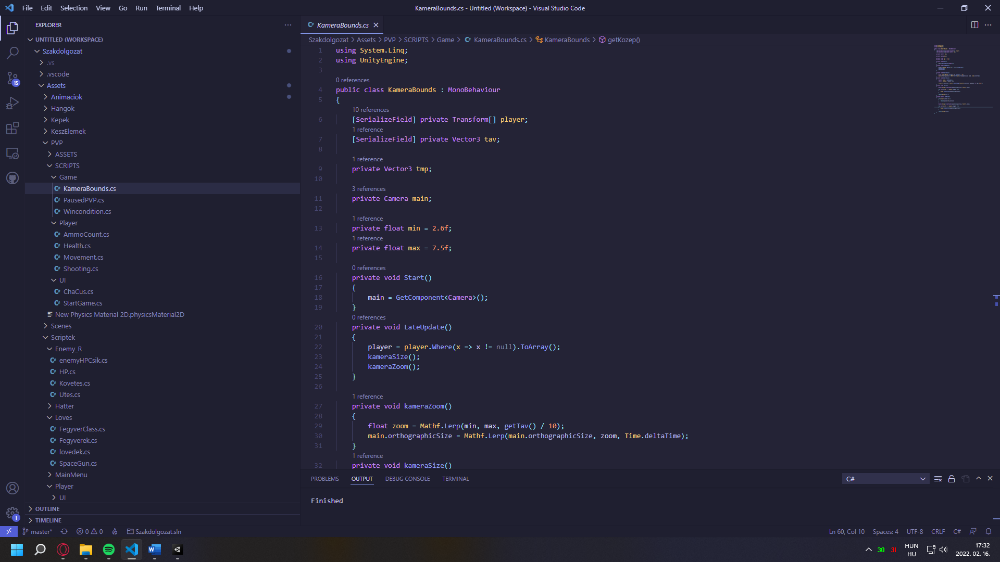 File Edit Selection View Go Run Terminal Help
KameraBounds.cs - Untitled (Workspace) - Visual Studio Code
EXPLORER
UNTITLED (WORKSPACE)
Szakdolgozat
.vs
.vscode
Assets
Animaciok
Hangok
Kepek
KeszElemek
PVP
ASSETS
SCRIPTS
Game
C# KameraBounds.cs
C# PausedPVP.cs
C# Wincondition.cs
Player
C# AmmoCount.cs
C# Health.cs
C# Movement.cs
C# Shooting.cs
UI
C# ChaCus.cs
C# StartGame.cs
New Physics Material 2D.physicsMaterial2D
Scenes
Scriptek
Enemy_R
C# enemyHPCsik.cs
C# HP.cs
C# Kovetes.cs
C# Utes.cs
Hatter
Loves
C# FegyverClass.cs
C# Fegyverek.cs
C# lovedek.cs
C# SpaceGun.cs
MainMenu
Player
UI
OUTLINE
TIMELINE
15
1
C# KameraBounds.cs
Szakdolgozat > Assets > PVP > SCRIPTS > Game > C# KameraBounds.cs > KameraBounds > getKozep()
1 using System.Linq;
2 using UnityEngine;
3
0 references
4 public class KameraBounds : MonoBehaviour
5 {
10 references
6 [SerializeField] private Transform[] player;
1 reference
7 [SerializeField] private Vector3 tav;
8
1 reference
9 private Vector3 tmp;
10
3 references
11 private Camera main;
12
1 reference
13 private float min = 2.6f;
1 reference
14 private float max = 7.5f;
15
0 references
16 private void Start()
17 {
18 main = GetComponent<Camera>();
19 }
0 references
20 private void LateUpdate()
21 {
22 player = player.Where(x => x != null).ToArray();
23 kameraSize();
24 kameraZoom();
25 }
26
1 reference
27 private void kameraZoom()
28 {
29 float zoom = Mathf.Lerp(min, max, getTav() / 10);
30 main.orthographicSize = Mathf.Lerp(main.orthographicSize, zoom, Time.deltaTime);
31 }
1 reference
32 private void kameraSize()
PROBLEMS OUTPUT DEBUG CONSOLE TERMINAL
C#
Finished
master* 0 0 Szakdolgozat.sln
Ln 60, Col 10 Spaces: 4 UTF-8 CRLF C#
30 31 HUN
HU
17:32
2022. 02. 16.